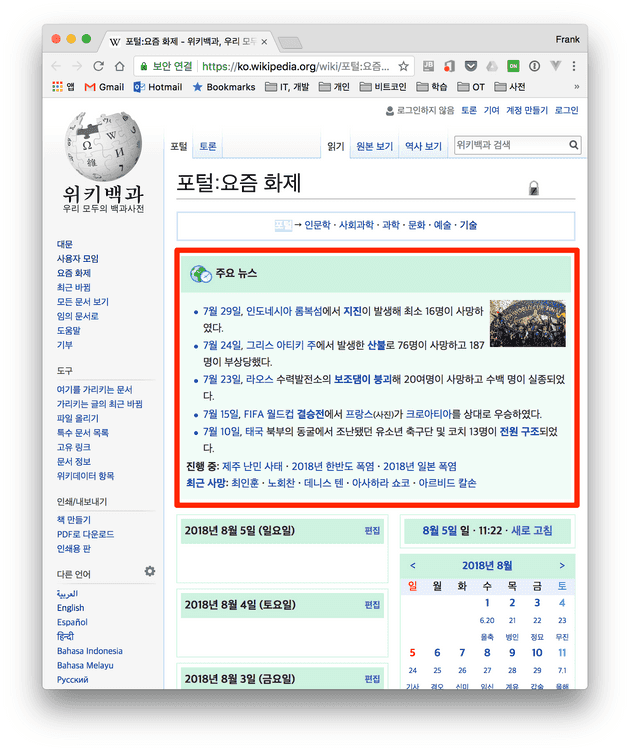 포털:요즘 화제 - 위키백과, 우리 모두
Frank
보안 연결 https://ko.wikipedia.org/wiki/포털:요즘…
앱 Gmail Hotmail Bookmarks IT, 개발 개인 비트코인 학습 OT 사전 »
로그인하지 않음 토론 기여 계정 만들기 로그인
포털 토론 읽기 원본 보기 역사 보기 위키백과 검색
위키백과
우리 모두의 백과사전
포털:요즘 화제
포털 → 인문학 · 사회과학 · 과학 · 문화 · 예술 · 기술
대문
사용자 모임
요즘 화제
최근 바뀜
모든 문서 보기
임의 문서로
도움말
기부
도구
여기를 가리키는 문서
가리키는 글의 최근 바뀜
파일 올리기
특수 문서 목록
고유 링크
문서 정보
위키데이터 항목
인쇄/내보내기
책 만들기
PDF로 다운로드
인쇄용 판
다른 언어
العربية
English
Español
हिन्दी
Bahasa Indonesia
Bahasa Melayu
Русский
주요 뉴스
• 7월 29일, 인도네시아 롬복섬에서 지진이 발생해 최소 16명이 사망하
였다.
• 7월 24일, 그리스 아티키 주에서 발생한 산불로 76명이 사망하고 187
명이 부상당했다.
• 7월 23일, 라오스 수력발전소의 보조댐이 붕괴해 20여명이 사망하고 수백 명이 실종되었
다.
• 7월 15일, FIFA 월드컵 결승전에서 프랑스(사진)가 크로아티아를 상대로 우승하였다.
• 7월 10일, 태국 북부의 동굴에서 조난됐던 유소년 축구단 및 코치 13명이 전원 구조되었
다.
진행 중: 제주 난민 사태 · 2018년 한반도 폭염 · 2018년 일본 폭염
최근 사망: 최인훈 · 노회찬 · 데니스 텐 · 아사하라 쇼코 · 아르비드 칼손
2018년 8월 5일 (일요일) 편집
2018년 8월 4일 (토요일) 편집
2018년 8월 3일 (금요일) 편집
8월 5일 일 · 11:22 · 새로 고침
< 2018년 8월 >
일 월 화 수 목 금 토
1 2 3 4
6.20 21 22 23
을축 병인 정묘 무진
5 6 7 8 9 10 11
24 25 26 27 28 29 7.1
기사 경오 신미 임신 계유 갑술 을해